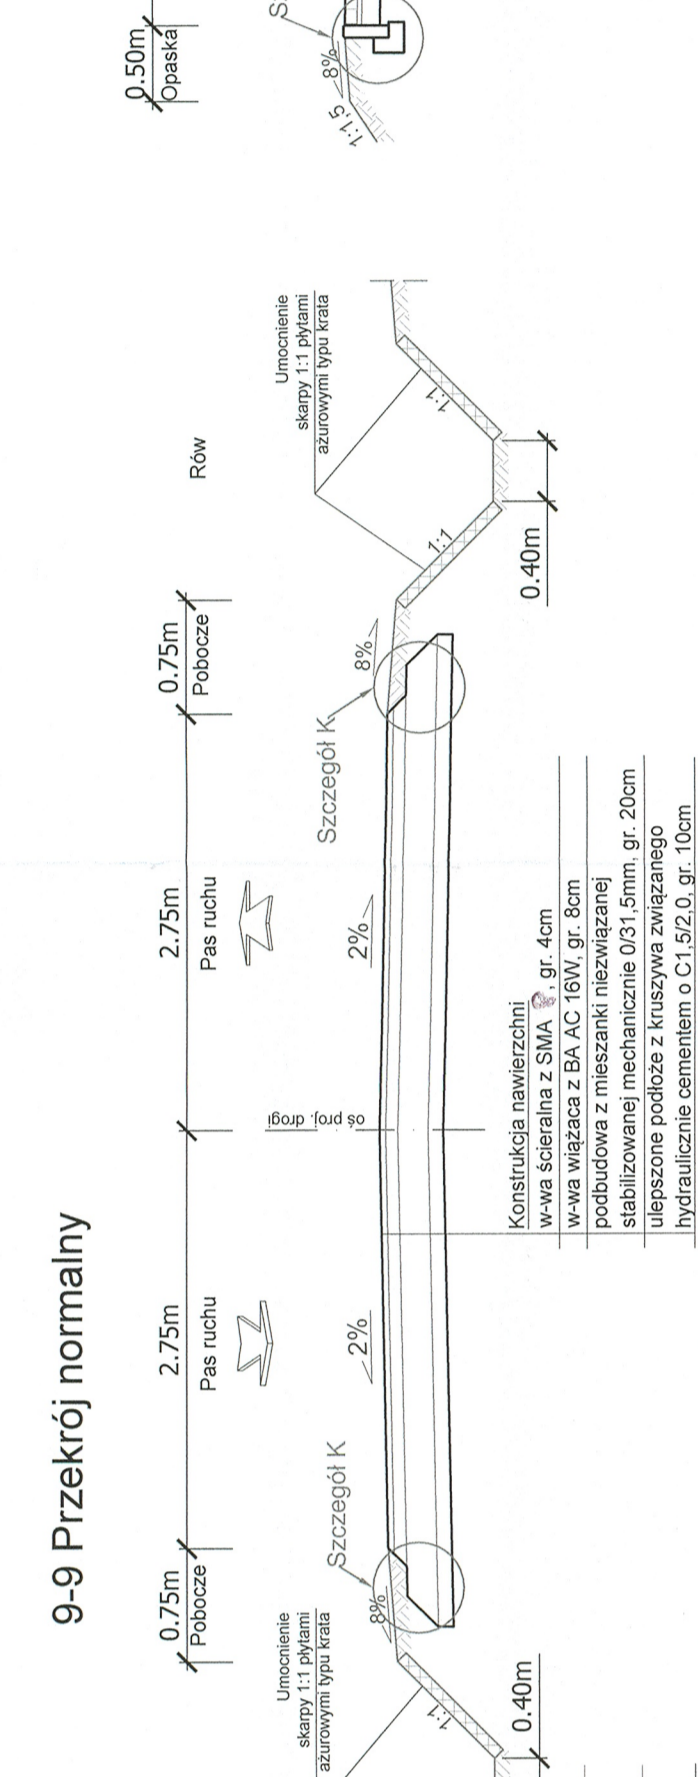 9-9 Przekrój normalny
0.75m
2.75m
2.75m
0.75m
0.50m
Pobocze
Pas ruchu
Pas ruchu
Pobocze
Rów
Opaska
Umocnienie
skarpy 1:1 płytami
ażurowymi typu krata
oś proj. drogi
Umocnienie
skarpy 1:1 płytami
ażurowymi typu krata
Szczegół K
Szczegół K
8%
2%
2%
8%
8%
1:1,5
1:1
1:1
1:1
0.40m
0.40m
Konstrukcja nawierzchni
w-wa ścieralna z SMA , gr. 4cm
w-wa wiążaca z BA AC 16W, gr. 8cm
podbudowa z mieszanki niezwiązanej
stabilizowanej mechanicznie 0/31,5mm, gr. 20cm
ulepszone podłoże z kruszywa związanego
hydraulicznie cementem o C1,5/2,0, gr. 10cm